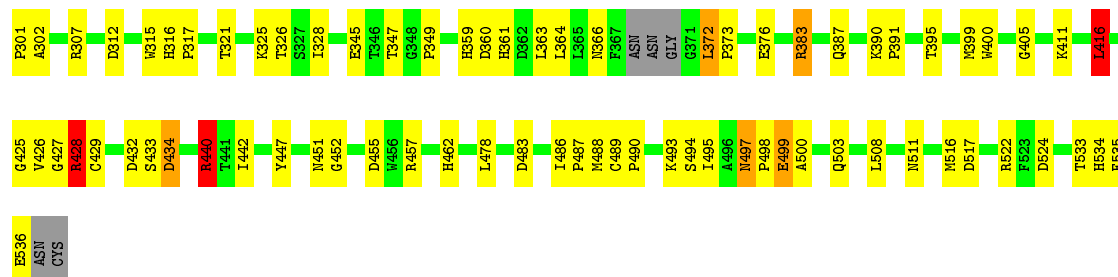 P301 A302 R307 D312 W315 H316 P317 T321 K325 T326 S327 I328 E345 T346 T347 G348 P349 H359 D360 H361 D362 L363 L364 L365 N366 F367 ASN ASN GLY G371 L372 P373 E376 R383 Q387 K390 P391 T395 M399 W400 G405 K411 L416
G425 V426 G427 R428 C429 D432 S433 D434 R440 T441 I442 Y447 N451 G452 D455 W456 R457 H462 L478 D483 I486 P487 M488 C489 P490 K493 S494 I495 A496 N497 P498 E499 A500 Q503 L508 N511 M516 D517 R522 F523 D524 T533 H534 E535
E536 ASN CYS